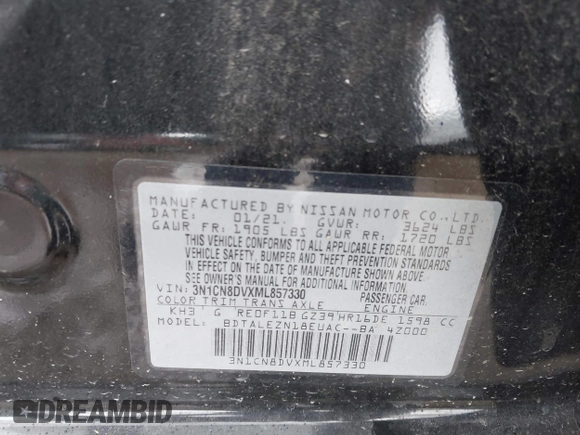 MANUFACTURED BY NISSAN MOTOR CO.,LTD.
DATE: 01/21. GVWR: 3624 LBS
GAWR FR: 1905 LBS GAWR RR: 1720 LBS
THIS VEHICLE CONFORMS TO ALL APPLICABLE FEDERAL MOTOR
VEHICLE SAFETY, BUMPER AND THEFT PREVENTION STANDARDS
IN EFFECT ON THE DATE OF MANUFACTURE SHOWN ABOVE.
SEE OWNER'S MANUAL FOR ADDITIONAL INFORMATION
VIN: 3N1CN8DVXML857330 PASSENGER CAR
COLOR TRIM TRANS AXLE ENGINE
KH3 G RE0F11B GZ39 HR16DE 1598 CC
MODEL: BDTALEZN18EUAC--BA 4Z000
3N1CN8DVXML857330
DREAMBID